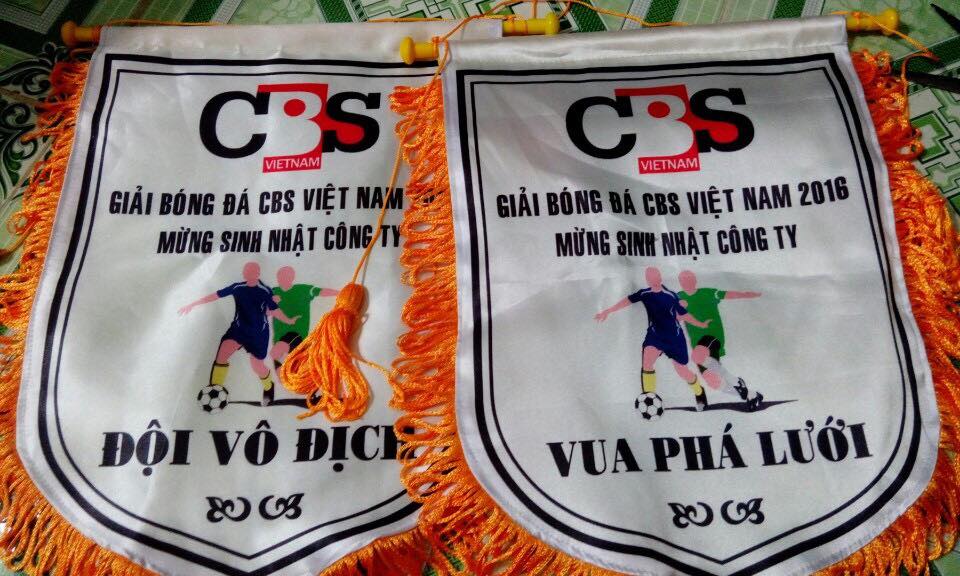 CBS
VIETNAM
GIẢI BÓNG ĐÁ CBS VIỆT NAM
MỪNG SINH NHẬT CÔNG TY
ĐỘI VÔ ĐỊCH
CBS
VIETNAM
GIẢI BÓNG ĐÁ CBS VIỆT NAM 2016
MỪNG SINH NHẬT CÔNG TY
VUA PHÁ LƯỚI